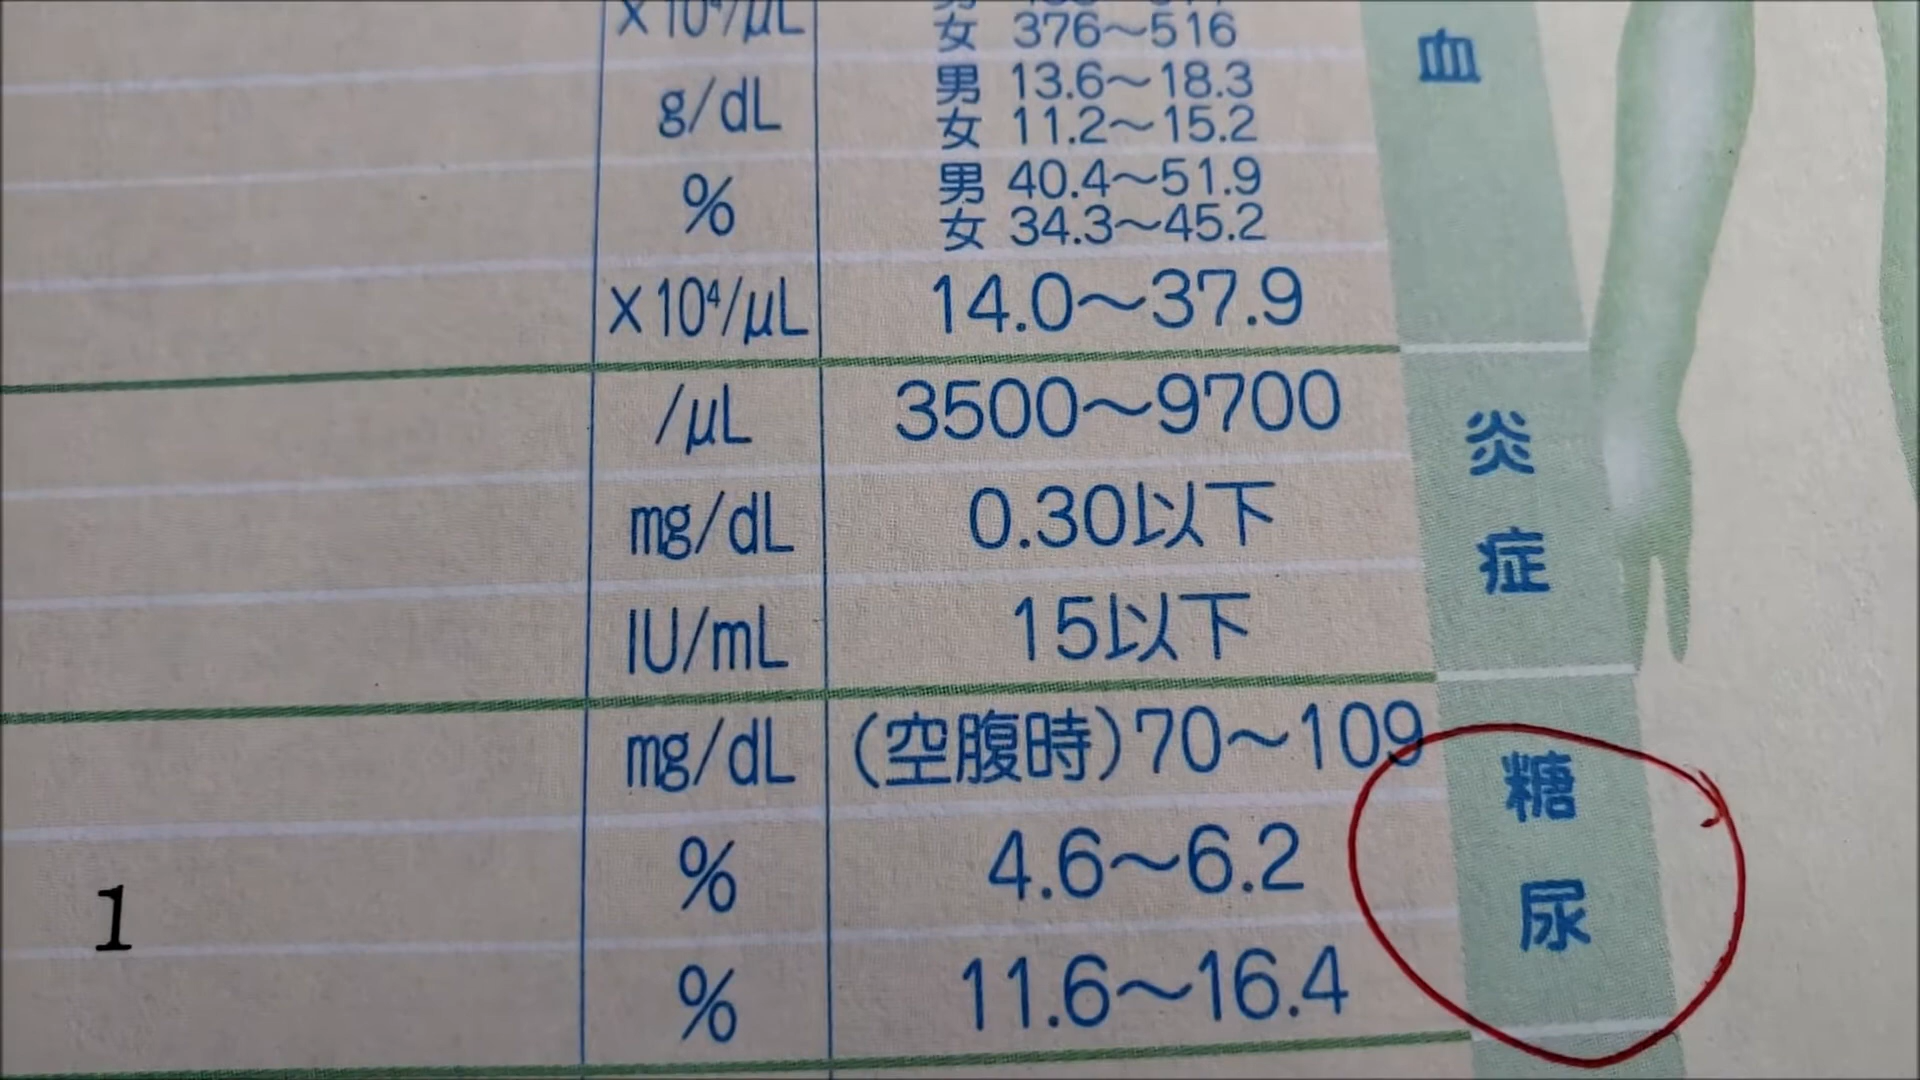 ×10⁴/μL
女 376～516
血
g/dL 男 13.6～18.3
女 11.2～15.2
% 男 40.4～51.9
女 34.3～45.2
×10⁴/μL 14.0～37.9
/μL 3500～9700
炎症
mg/dL 0.30以下
IU/mL 15以下
mg/dL (空腹時)70～109
糖尿
1 % 4.6～6.2
% 11.6～16.4